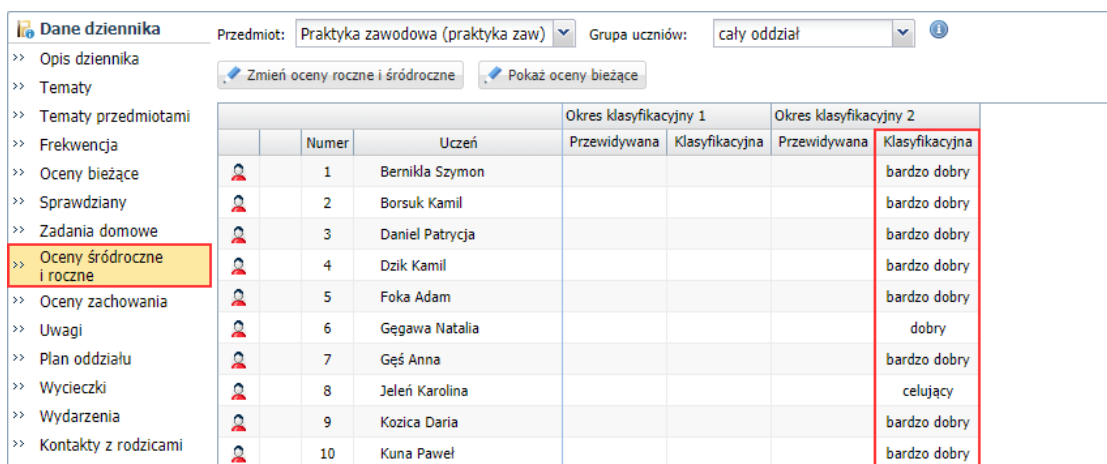 Dane dziennika
>> Opis dziennika
>> Tematy
>> Tematy przedmiotami
>> Frekwencja
>> Oceny bieżące
>> Sprawdziany
>> Zadania domowe
>> Oceny śródroczne
i roczne
>> Oceny zachowania
>> Uwagi
>> Plan oddziału
>> Wycieczki
>> Wydarzenia
>> Kontakty z rodzicami
Przedmiot: Praktyka zawodowa (praktyka zaw) Grupa uczniów: cały oddział
Zmień oceny roczne i śródroczne Pokaż oceny bieżące
Okres klasyfikacyjny 1 Okres klasyfikacyjny 2
Numer Uczeń Przewidywana Klasyfikacyjna Przewidywana Klasyfikacyjna
1 Bernikla Szymon bardzo dobry
2 Borsuk Kamil bardzo dobry
3 Daniel Patrycja bardzo dobry
4 Dzik Kamil bardzo dobry
5 Foka Adam bardzo dobry
6 Gęgawa Natalia dobry
7 Gęś Anna bardzo dobry
8 Jeleń Karolina celujący
9 Kozica Daria bardzo dobry
10 Kuna Paweł bardzo dobry